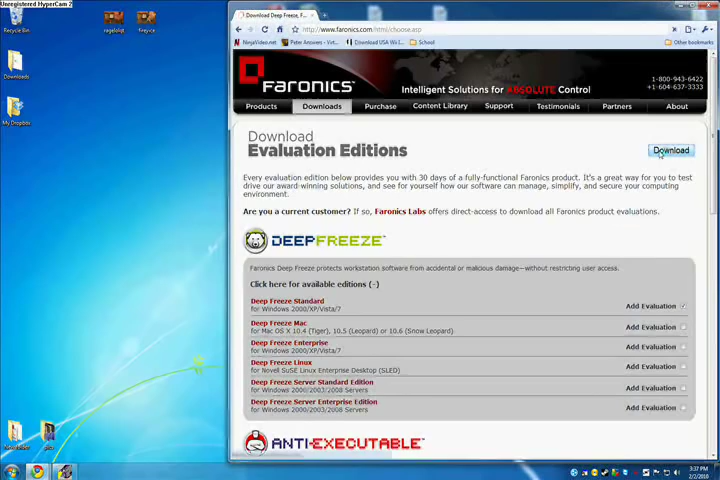 Unregistered HyperCam 2
Download Deep Freeze, F...
http://www.faronics.com/html/choose.asp
NinjaVideo.net
Peter Answers - Virt...
School
Other bookmarks
Recycle Bin
Downloads
My Dropbox
fireyice
FARONICS
Intelligent Solutions for ABSOLUTE Control
1-800-943-6422
+1-604-637-3333
Products
Downloads
Purchase
Content Library
Support
Testimonials
Partners
About
Download
Evaluation Editions
Download
Every evaluation edition below provides you with 30 days of a fully-functional Faronics product. It's a great way for you to test
drive our award-winning solutions, and see for yourself how our software can manage, simplify, and secure your computing
environment.
Are you a current customer? If so, Faronics Labs offers direct-access to download all Faronics product evaluations.
DEEPFREEZE™
Faronics Deep Freeze protects workstation software from accidental or malicious damage—without restricting user access.
Click here for available editions (-)
Deep Freeze Standard
for Windows 2000/XP/Vista/7
Add Evaluation
Deep Freeze Mac
for Mac OS X 10.4 (Tiger), 10.5 (Leopard) or 10.6 (Snow Leopard)
Add Evaluation
Deep Freeze Enterprise
for Windows 2000/XP/Vista/7
Add Evaluation
Deep Freeze Linux
for Novell SuSE Linux Enterprise Desktop (SLED)
Add Evaluation
Deep Freeze Server Standard Edition
for Windows 2000/2003/2008 Servers
Add Evaluation
Deep Freeze Server Enterprise Edition
for Windows 2000/2003/2008 Servers
Add Evaluation
ANTI-EXECUTABLE™
3:37 PM
2/2/2010